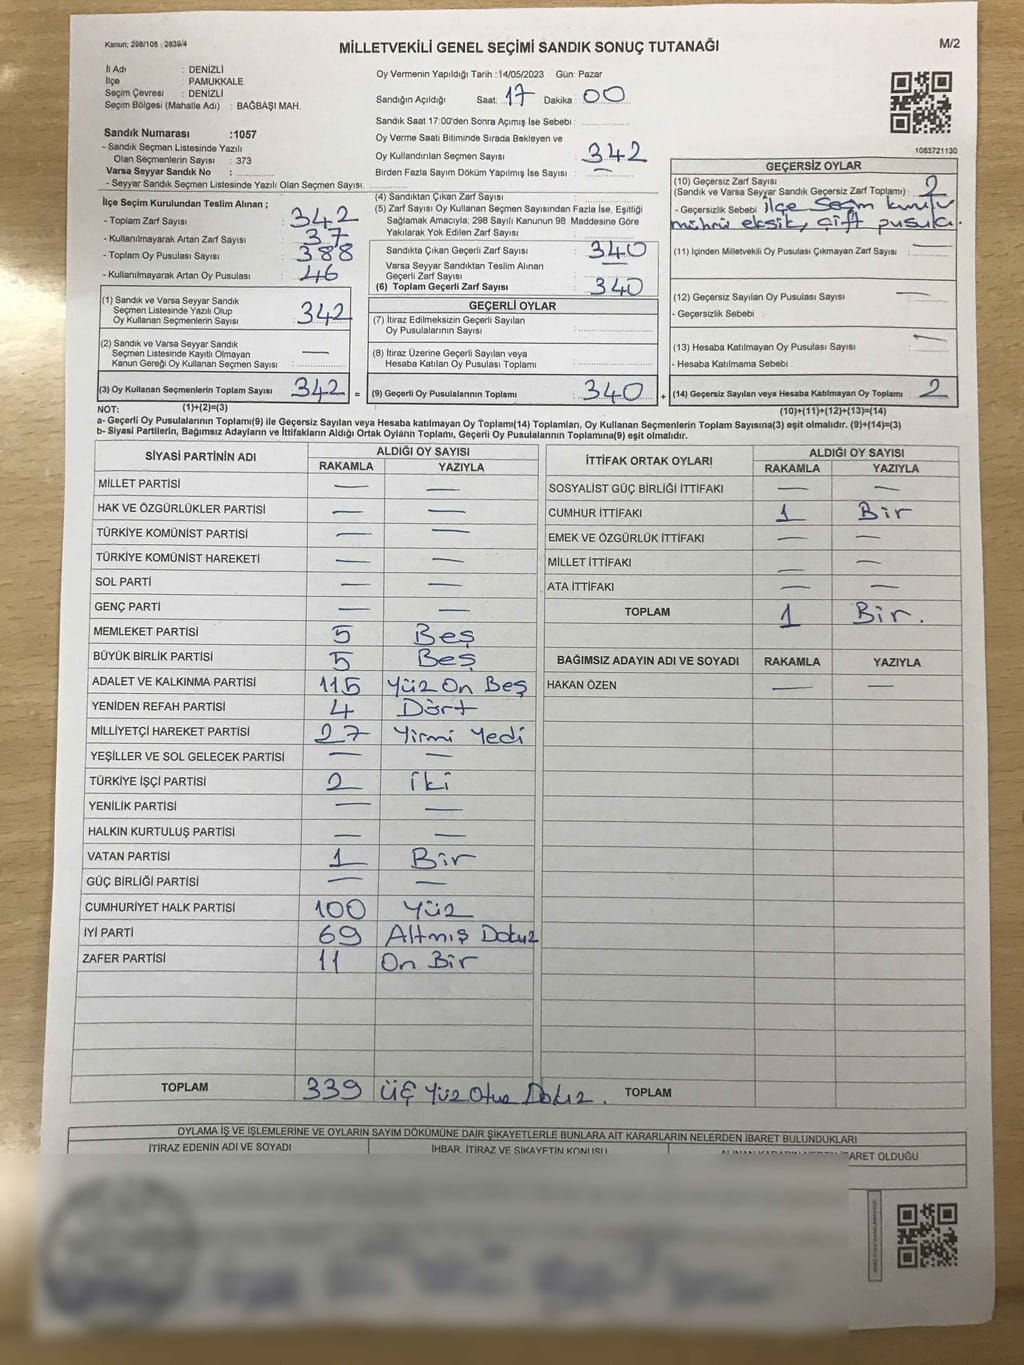 Kanun: 298/105 : 2839/4
MİLLETVEKİLİ GENEL SEÇİMİ SANDIK SONUÇ TUTANAĞI
M/2
İl Adı : DENİZLİ
İlçe : PAMUKKALE
Seçim Çevresi : DENİZLİ
Seçim Bölgesi (Mahalle Adı) : BAĞBAŞI MAH.
Oy Vermenin Yapıldığı Tarih :14/05/2023 Gün: Pazar
Sandığın Açıldığı Saat: 17 Dakika : 00
Sandık Saat 17:00'den Sonra Açımış İse Sebebi :
Sandık Numarası :1057
- Sandık Seçmen Listesinde Yazılı
Olan Seçmenlerin Sayısı : 373
Varsa Seyyar Sandık No :
- Seyyar Sandık Seçmen Listesinde Yazılı Olan Seçmen Sayısı.
Oy Verme Saati Bitiminde Sırada Bekleyen ve
Oy Kullandırılan Seçmen Sayısı : 342
Birden Fazla Sayım Döküm Yapılmış İse Sayısı : —
1063721130
İlçe Seçim Kurulundan Teslim Alınan ;
- Toplam Zarf Sayısı : 342
- Kullanılmayarak Artan Zarf Sayısı : 37
- Toplam Oy Pusulası Sayısı : 388
- Kullanılmayarak Artan Oy Pusulası : 46
(1) Sandık ve Varsa Seyyar Sandık
Seçmen Listesinde Yazılı Olup
Oy Kullanan Seçmenlerin Sayısı : 342
(2) Sandık ve Varsa Seyyar Sandık
Seçmen Listesinde Kayıtlı Olmayan
Kanun Gereği Oy Kullanan Seçmen Sayısı : —
(3) Oy Kullanan Seçmenlerin Toplam Sayısı 342 =
(4) Sandıktan Çıkan Zarf Sayısı :
(5) Zarf Sayısı Oy Kullanan Seçmen Sayısından Fazla İse, Eşitliği
Sağlamak Amacıyla, 298 Sayılı Kanunun 98. Maddesine Göre
Yakılarak Yok Edilen Zarf Sayısı :
Sandıkta Çıkan Geçerli Zarf Sayısı : 340
Varsa Seyyar Sandıktan Teslim Alınan
Geçerli Zarf Sayısı : —
(6) Toplam Geçerli Zarf Sayısı : 340
GEÇERLİ OYLAR
(7) İtiraz Edilmeksizin Geçerli Sayılan
Oy Pusulalarının Sayısı :
(8) İtiraz Üzerine Geçerli Sayılan veya
Hesaba Katılan Oy Pusulası Toplamı :
(9) Geçerli Oy Pusulalarının Toplamı : 340 +
GEÇERSİZ OYLAR
(10) Geçersiz Zarf Sayısı
(Sandık ve Varsa Seyyar Sandık Geçersiz Zarf Toplamı) : 2
- Geçersizlik Sebebi : İlçe Seçim kurulu
mührü eksik, çift pusula.
(11) İçinden Milletvekili Oy Pusulası Çıkmayan Zarf Sayısı : —
(12) Geçersiz Sayılan Oy Pusulası Sayısı : —
- Geçersizlik Sebebi :
(13) Hesaba Katılmayan Oy Pusulası Sayısı : —
- Hesaba Katılmama Sebebi :
(14) Geçersiz Sayılan veya Hesaba Katılmayan Oy Toplamı : 2
NOT: (1)+(2)=(3)
(10)+(11)+(12)+(13)=(14)
a- Geçerli Oy Pusulalarının Toplamı(9) ile Geçersiz Sayılan veya Hesaba katılmayan Oy Toplamı(14) Toplamları, Oy Kullanan Seçmenlerin Toplam Sayısına(3) eşit olmalıdır. (9)+(14)=(3)
b- Siyasi Partilerin, Bağımsız Adayların ve İttifakların Aldığı Ortak Oyların Toplamı, Geçerli Oy Pusulalarının Toplamına(9) eşit olmalıdır.
SİYASİ PARTİNİN ADI ALDIĞI OY SAYISI
RAKAMLA YAZIYLA
MİLLET PARTİSİ — —
HAK VE ÖZGÜRLÜKLER PARTİSİ — —
TÜRKİYE KOMÜNİST PARTİSİ — —
TÜRKİYE KOMÜNİST HAREKETİ — —
SOL PARTİ — —
GENÇ PARTİ — —
MEMLEKET PARTİSİ 5 Beş
BÜYÜK BİRLİK PARTİSİ 5 Beş
ADALET VE KALKINMA PARTİSİ 115 Yüz On Beş
YENİDEN REFAH PARTİSİ 4 Dört
MİLLİYETÇİ HAREKET PARTİSİ 27 Yirmi Yedi
YEŞİLLER VE SOL GELECEK PARTİSİ — —
TÜRKİYE İŞÇİ PARTİSİ 2 İki
YENİLİK PARTİSİ — —
HALKIN KURTULUŞ PARTİSİ — —
VATAN PARTİSİ 1 Bir
GÜÇ BİRLİĞİ PARTİSİ — —
CUMHURİYET HALK PARTİSİ 100 Yüz
İYİ PARTİ 69 Altmış Dokuz
ZAFER PARTİSİ 11 On Bir
TOPLAM 339 Üç Yüz Otuz Dokuz.
İTTİFAK ORTAK OYLARI ALDIĞI OY SAYISI
RAKAMLA YAZIYLA
SOSYALİST GÜÇ BİRLİĞİ İTTİFAKI — —
CUMHUR İTTİFAKI 1 Bir
EMEK VE ÖZGÜRLÜK İTTİFAKI — —
MİLLET İTTİFAKI — —
ATA İTTİFAKI — —
TOPLAM 1 Bir.
BAĞIMSIZ ADAYIN ADI VE SOYADI RAKAMLA YAZIYLA
HAKAN ÖZEN — —
TOPLAM
OYLAMA İŞ VE İŞLEMLERİNE VE OYLARIN SAYIM DÖKÜMÜNE DAİR ŞİKAYETLERLE BUNLARA AİT KARARLARIN NELERDEN İBARET BULUNDUKLARI
İTİRAZ EDENİN ADI VE SOYADI
İHBAR, İTİRAZ VE ŞİKAYETİN KONUSU
İBARET OLDUĞU